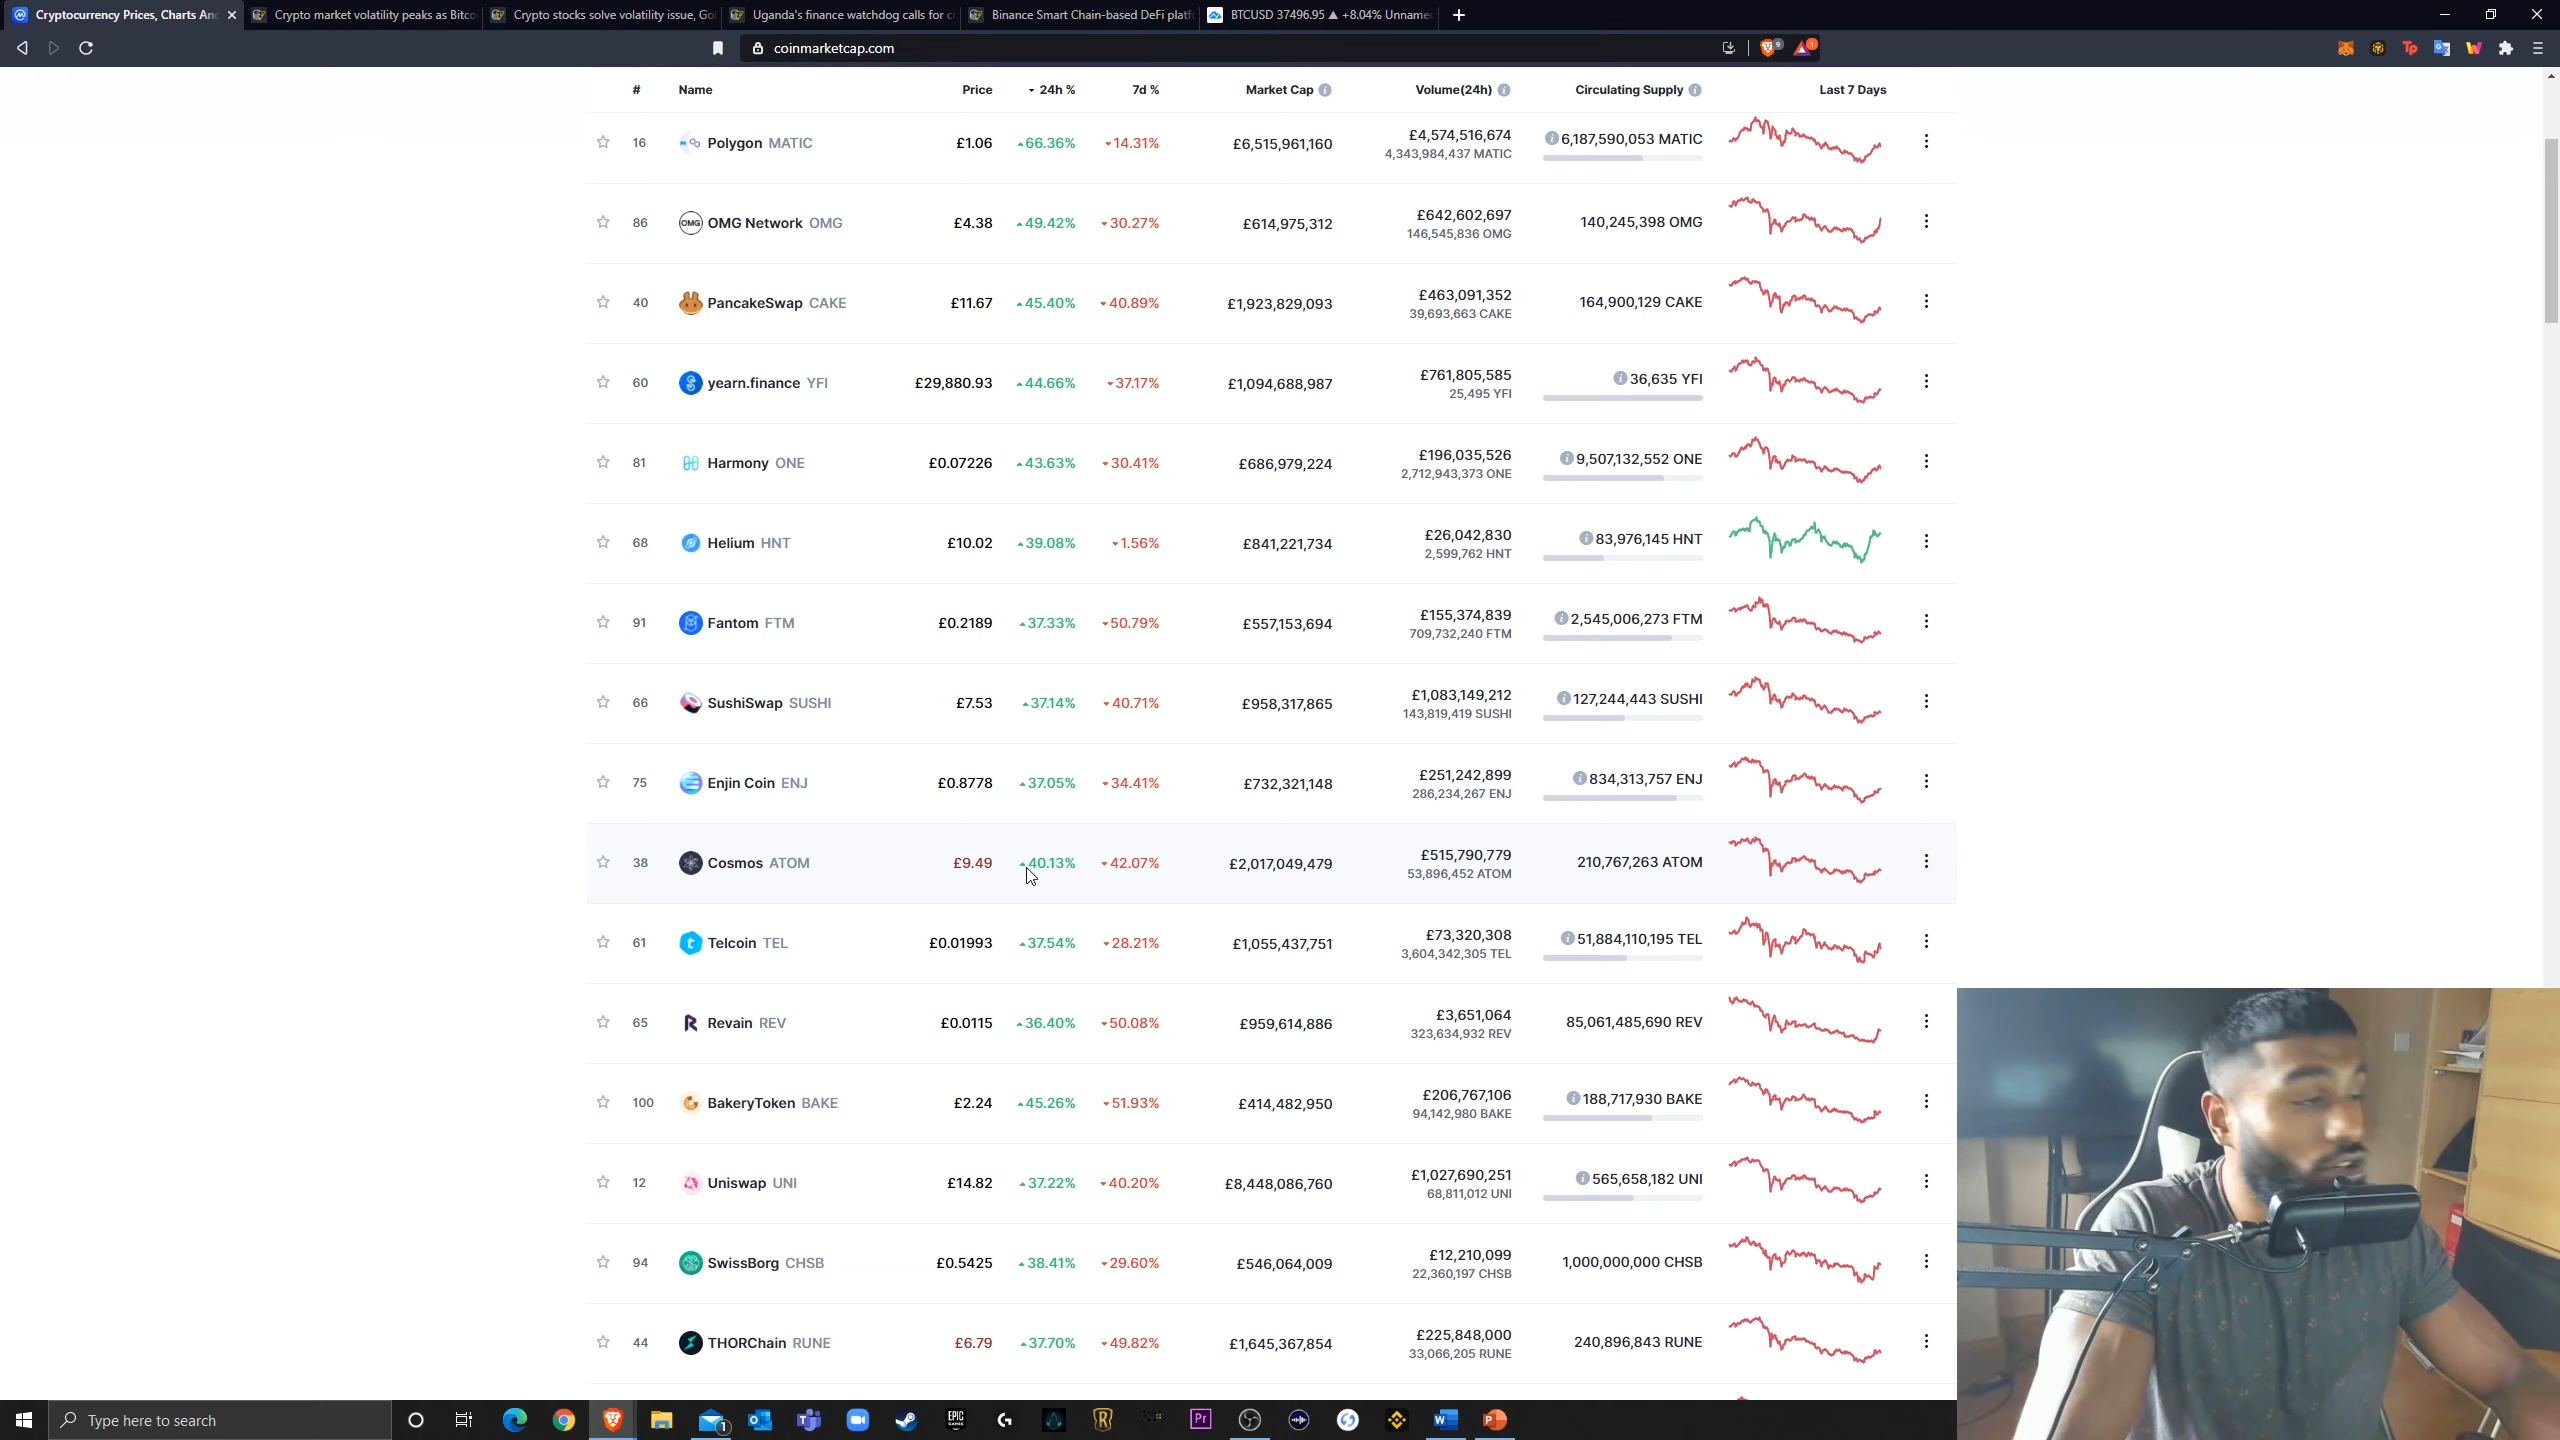 Cryptocurrency Prices, Charts An
Crypto market volatility peaks as Bitco
Crypto stocks solve volatility issue, Go
Uganda's finance watchdog calls for c
Binance Smart Chain-based DeFi platf
BTCUSD 37496.95 ▲ +8.04% Unname
coinmarketcap.com
# Name Price 24h % 7d % Market Cap Volume(24h) Circulating Supply Last 7 Days
16 Polygon MATIC £1.06 66.36% 14.31% £6,515,961,160 £4,574,516,674 6,187,590,053 MATIC
4,343,984,437 MATIC
86 OMG OMG Network OMG £4.38 49.42% 30.27% £614,975,312 £642,602,697 140,245,398 OMG
146,545,836 OMG
40 PancakeSwap CAKE £11.67 45.40% 40.89% £1,923,829,093 £463,091,352 164,900,129 CAKE
39,693,663 CAKE
60 yearn.finance YFI £29,880.93 44.66% 37.17% £1,094,688,987 £761,805,585 36,635 YFI
25,495 YFI
81 Harmony ONE £0.07226 43.63% 30.41% £686,979,224 £196,035,526 9,507,132,552 ONE
2,712,943,373 ONE
68 Helium HNT £10.02 39.08% 1.56% £841,221,734 £26,042,830 83,976,145 HNT
2,599,762 HNT
91 Fantom FTM £0.2189 37.33% 50.79% £557,153,694 £155,374,839 2,545,006,273 FTM
709,732,240 FTM
66 SushiSwap SUSHI £7.53 37.14% 40.71% £958,317,865 £1,083,149,212 127,244,443 SUSHI
143,819,419 SUSHI
75 Enjin Coin ENJ £0.8778 37.05% 34.41% £732,321,148 £251,242,899 834,313,757 ENJ
286,234,267 ENJ
38 Cosmos ATOM £9.49 40.13% 42.07% £2,017,049,479 £515,790,779 210,767,263 ATOM
53,896,452 ATOM
61 Telcoin TEL £0.01993 37.54% 28.21% £1,055,437,751 £73,320,308 51,884,110,195 TEL
3,604,342,305 TEL
65 Revain REV £0.0115 36.40% 50.08% £959,614,886 £3,651,064 85,061,485,690 REV
323,634,932 REV
100 BakeryToken BAKE £2.24 45.26% 51.93% £414,482,950 £206,767,106 188,717,930 BAKE
94,142,980 BAKE
12 Uniswap UNI £14.82 37.22% 40.20% £8,448,086,760 £1,027,690,251 565,658,182 UNI
68,811,012 UNI
94 SwissBorg CHSB £0.5425 38.41% 29.60% £546,064,009 £12,210,099 1,000,000,000 CHSB
22,360,197 CHSB
44 THORChain RUNE £6.79 37.70% 49.82% £1,645,367,854 £225,848,000 240,896,843 RUNE
33,066,205 RUNE
Type here to search